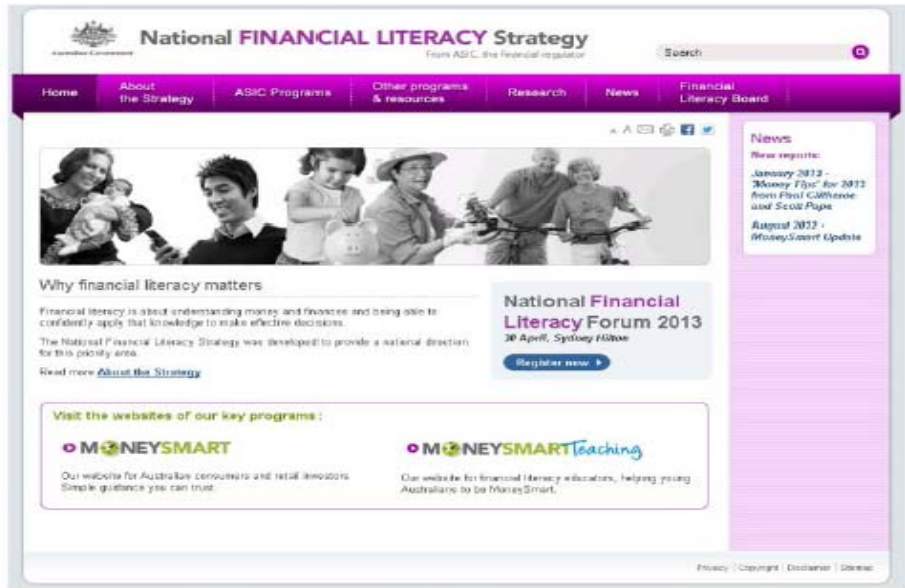 Australian Government
National FINANCIAL LITERACY Strategy
From ASIC, the financial regulator
Search
Home
About
the Strategy
ASIC Programs
Other programs
& resources
Research
News
Financial
Literacy Board
A A
News
New reports:
January 2013 -
'Money Tips' for 2013
from Paul Clitheroe
and Scott Pape
August 2012 -
MoneySmart Update
Why financial literacy matters
Financial literacy is about understanding money and finances and being able to
confidently apply that knowledge to make effective decisions.
The National Financial Literacy Strategy was developed to provide a national direction
for this priority area.
Read more About the Strategy
National Financial
Literacy Forum 2013
30 April, Sydney Hilton
Register now
Visit the websites of our key programs:
MONEYSMART
Our website for Australian consumers and retail investors.
Simple guidance you can trust.
MONEYSMART Teaching
Our website for financial literacy educators, helping young
Australians to be MoneySmart.
Privacy | Copyright | Disclaimer | Sitemap